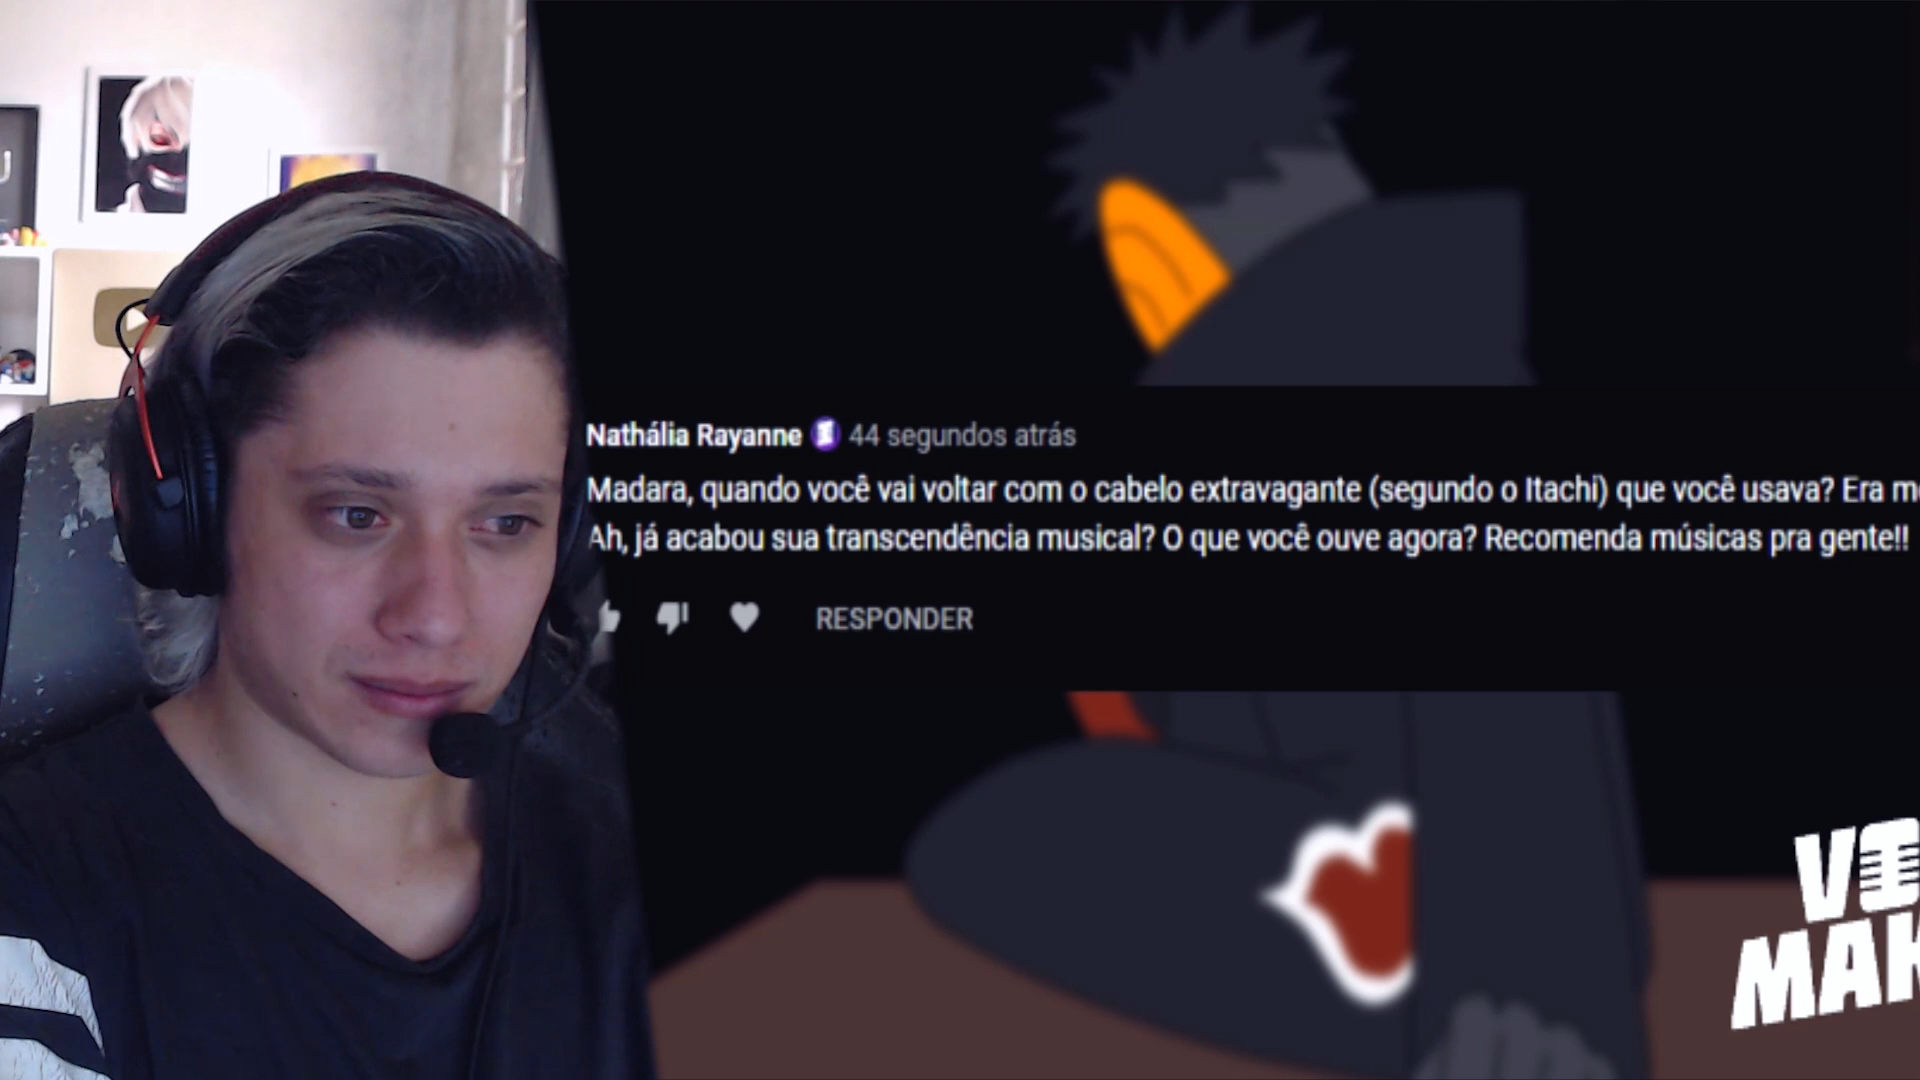 Nathália Rayanne 44 segundos atrás
Madara, quando você vai voltar com o cabelo extravagante (segundo o Itachi) que você usava? Era
Ah, já acabou sua transcendência musical? O que você ouve agora? Recomenda músicas pra gente!!
RESPONDER